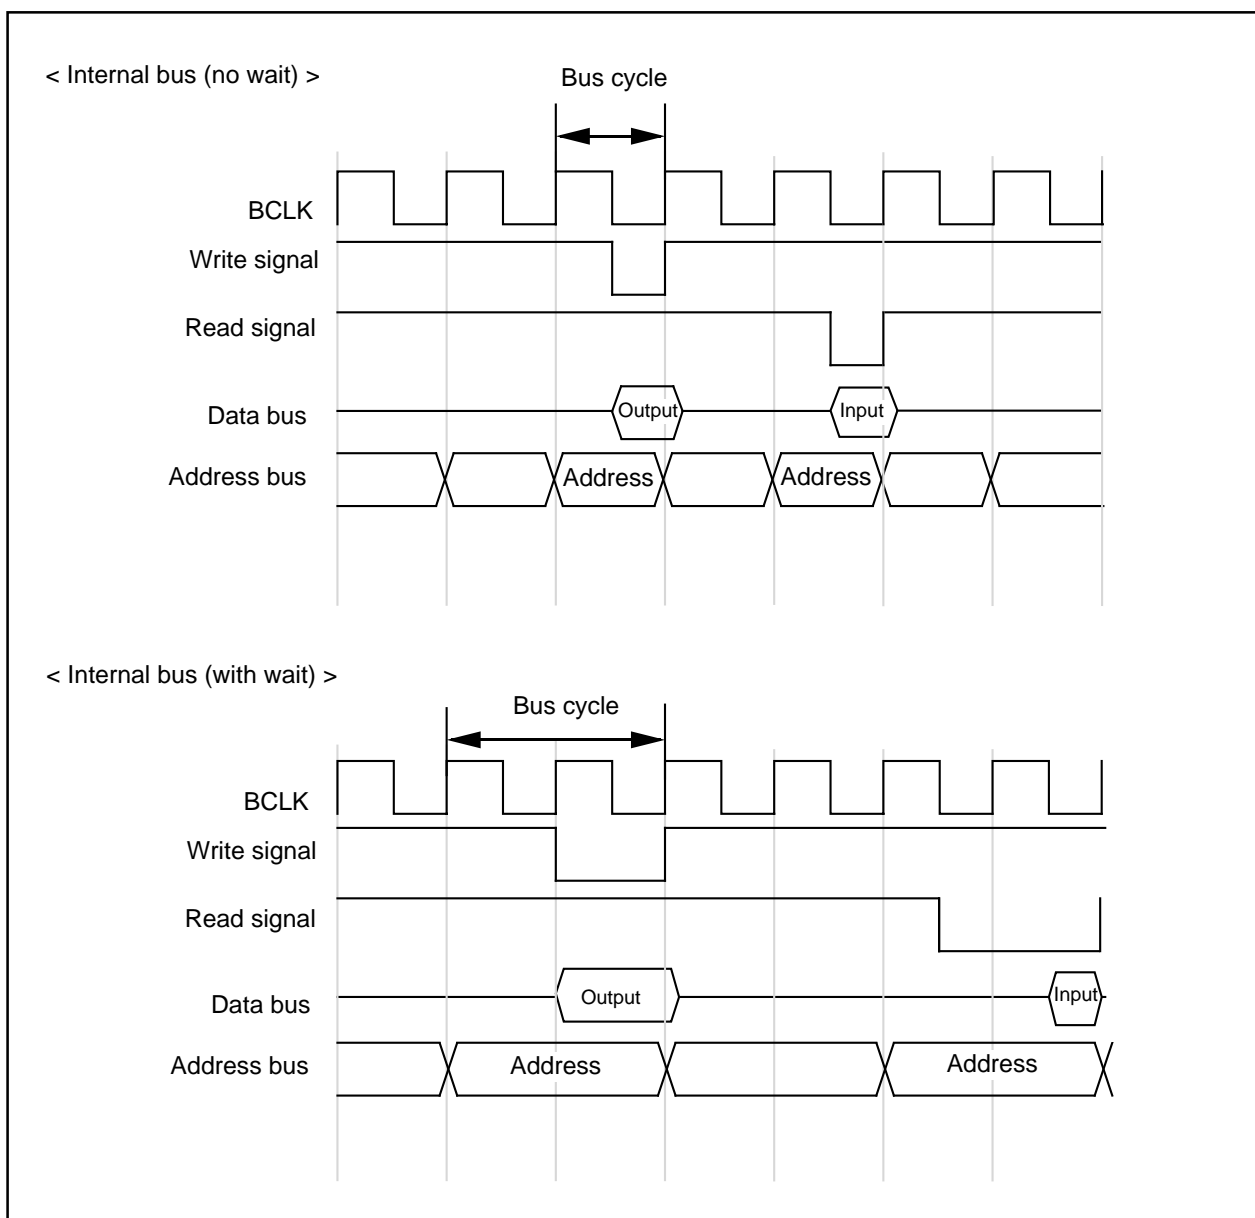 < Internal bus (no wait) >
Bus cycle
BCLK
Write signal
Read signal
Data bus
Output
Input
Address bus
Address
Address
< Internal bus (with wait) >
Bus cycle
BCLK
Write signal
Read signal
Data bus
Output
Input
Address bus
Address
Address